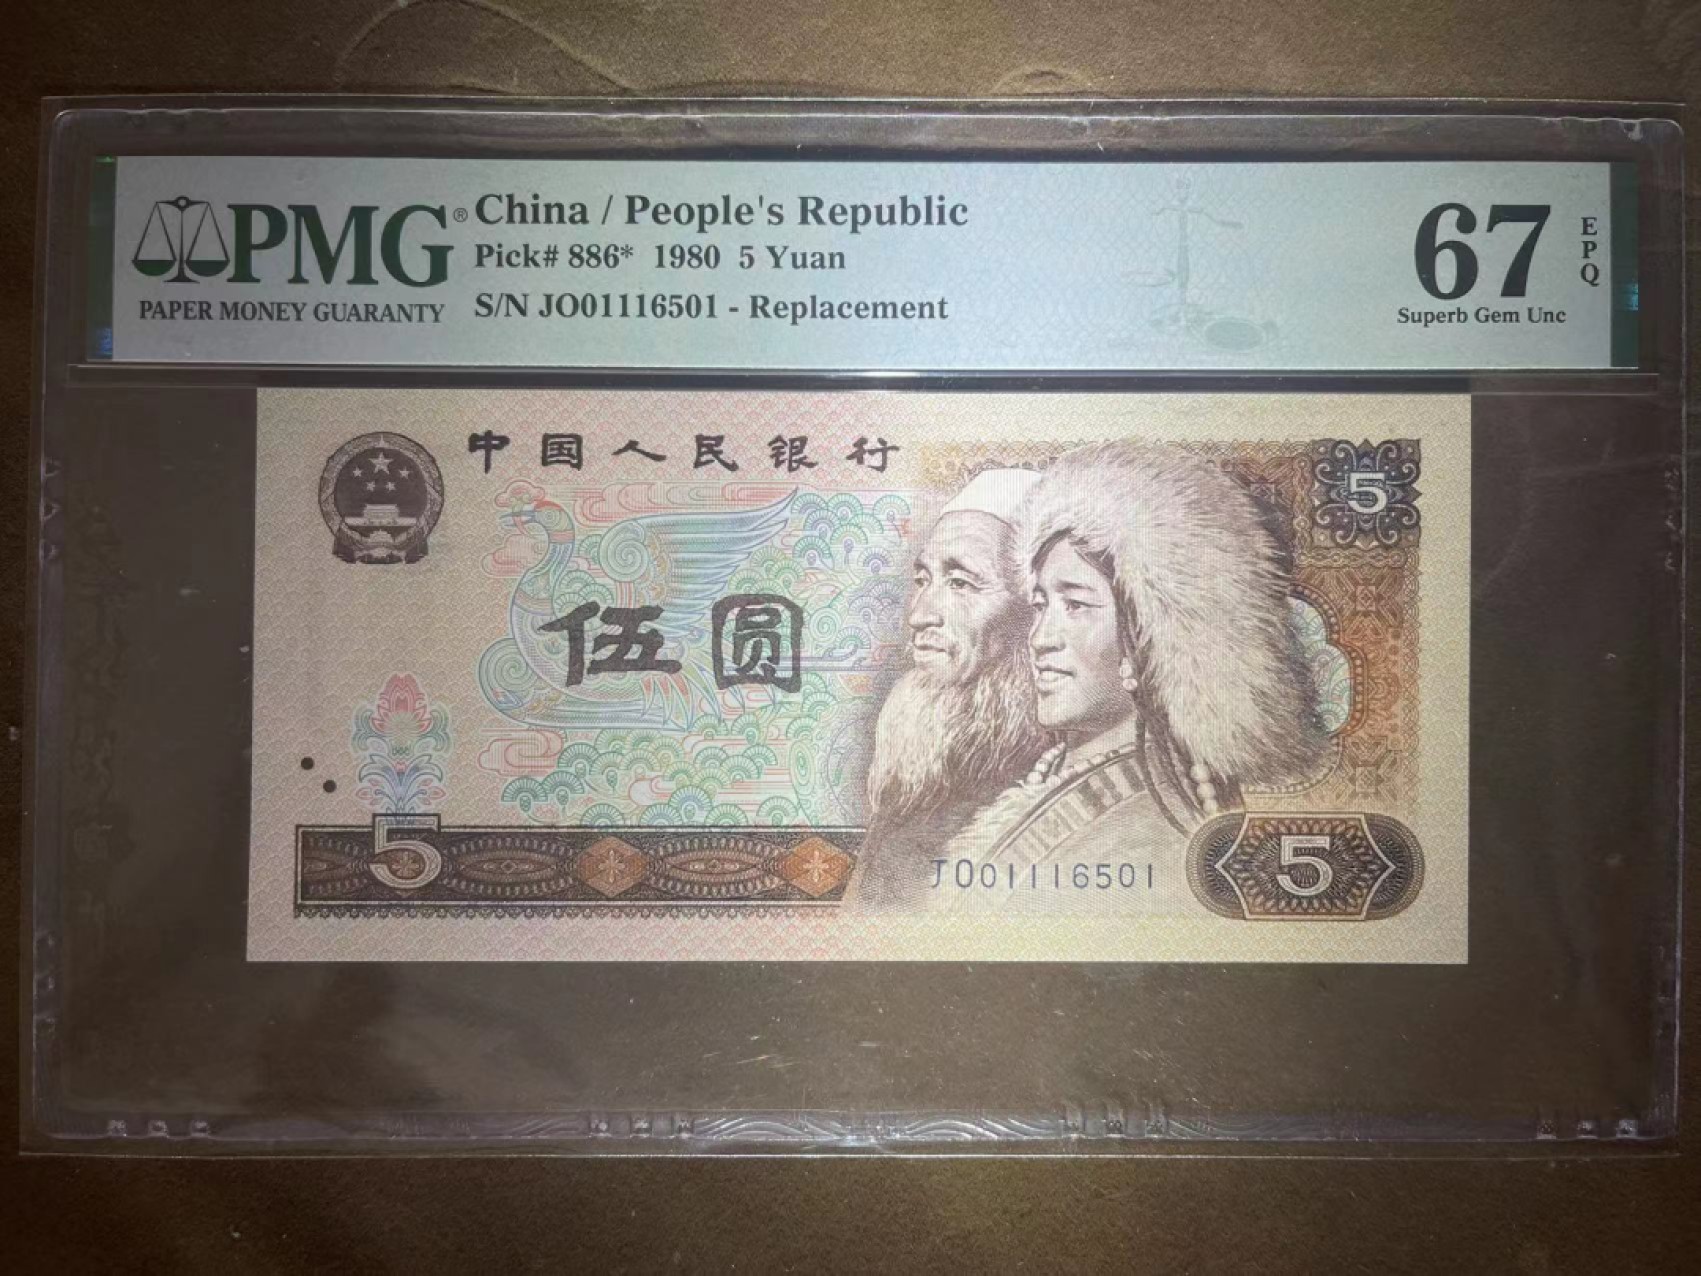 PMG®
PAPER MONEY GUARANTY
China / People's Republic
Pick# 886* 1980 5 Yuan
S/N JO01116501 - Replacement
67
EPQ
Superb Gem Unc
中国人民银行
5
伍圆
5
JO01116501
5